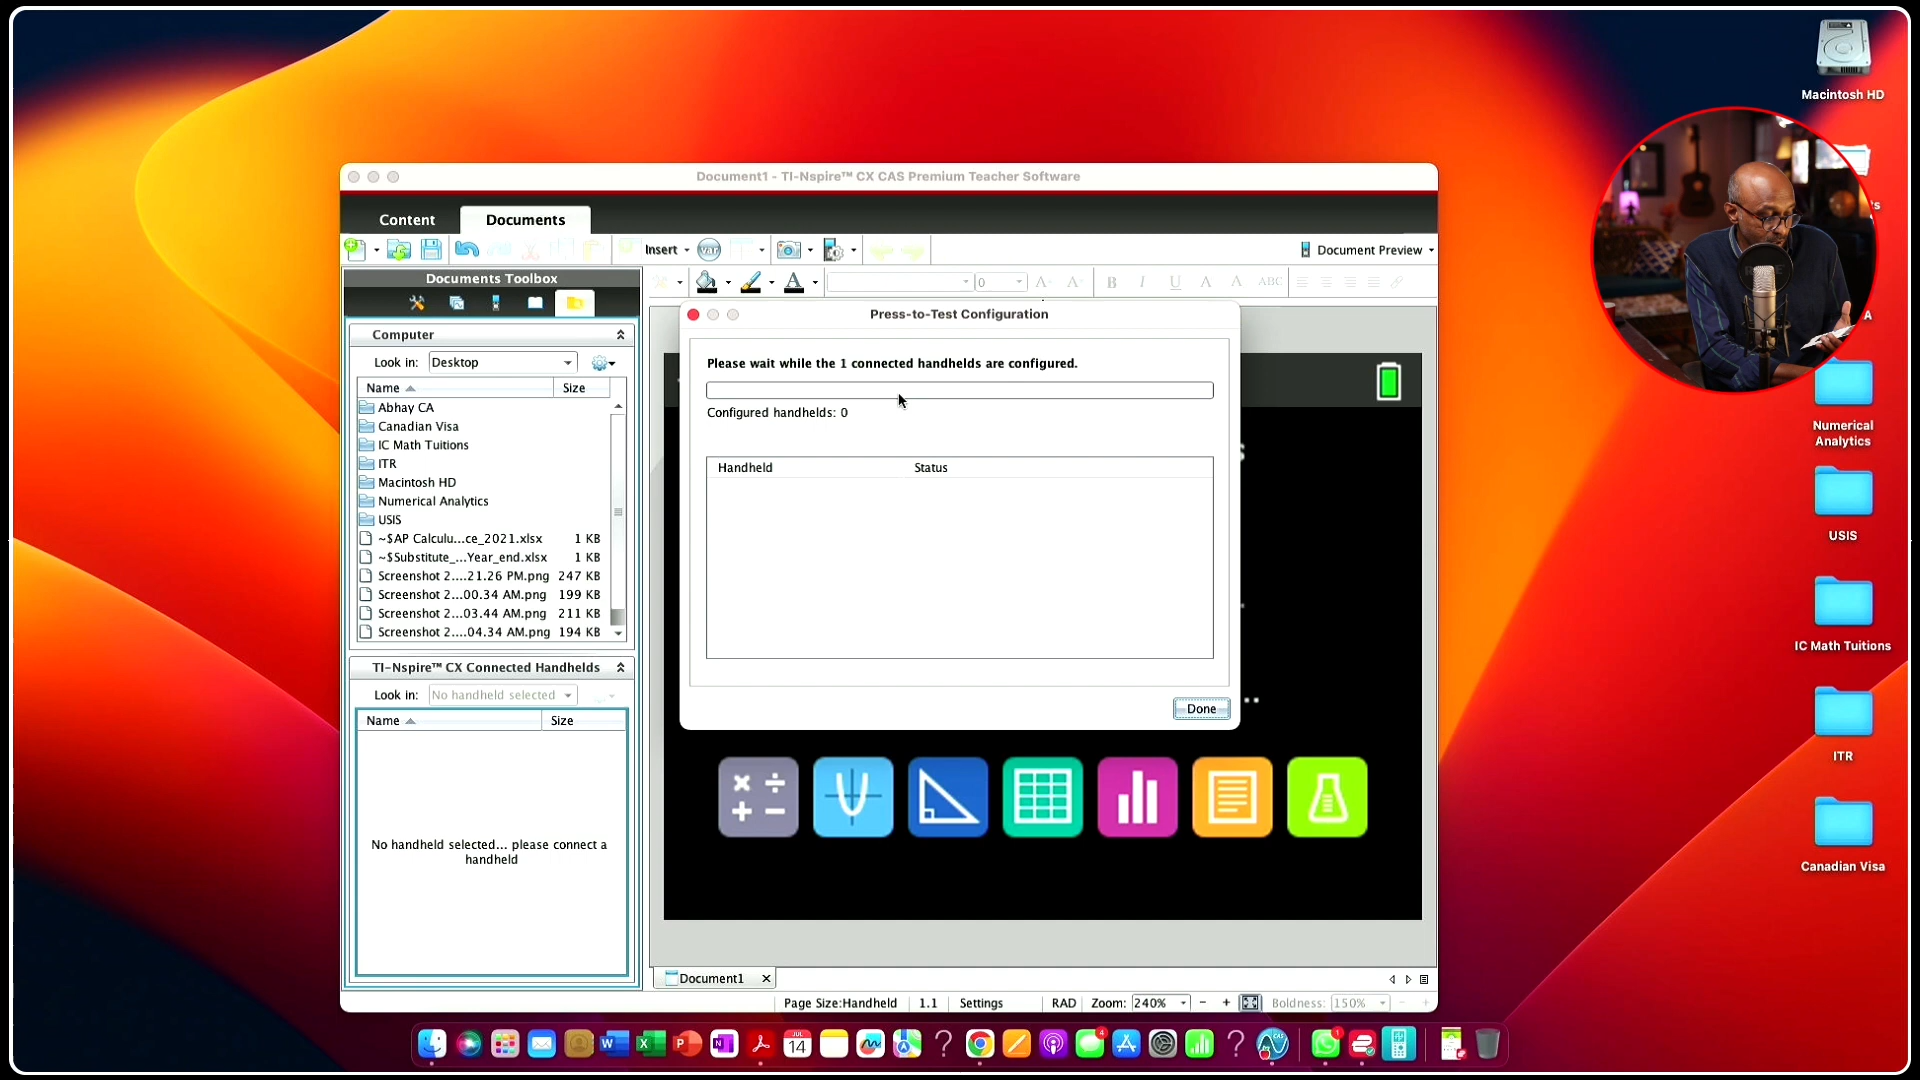 Macintosh HD
Document1 - TI-Nspire™ CX CAS Premium Teacher Software
Content
Documents
Insert
Document Preview
Documents Toolbox
0
B I U A A ABC
Computer
Look in: Desktop
Name Size
Abhay CA
Canadian Visa
IC Math Tuitions
ITR
Macintosh HD
Numerical Analytics
USIS
~$AP Calculu...ce_2021.xlsx 1 KB
~$Substitute_...Year_end.xlsx 1 KB
Screenshot 2....21.26 PM.png 247 KB
Screenshot 2....00.34 AM.png 199 KB
Screenshot 2....03.44 AM.png 211 KB
Screenshot 2....04.34 AM.png 194 KB
TI-Nspire™ CX Connected Handhelds
Look in: No handheld selected
Name Size
No handheld selected... please connect a
handheld
Press-to-Test Configuration
Please wait while the 1 connected handhelds are configured.
Configured handhelds: 0
Handheld Status
Done
Document1
Page Size:Handheld 1.1 Settings RAD Zoom: 240% Boldness: 150%
Numerical
Analytics
USIS
IC Math Tuitions
ITR
Canadian Visa
JUL
14
4
1